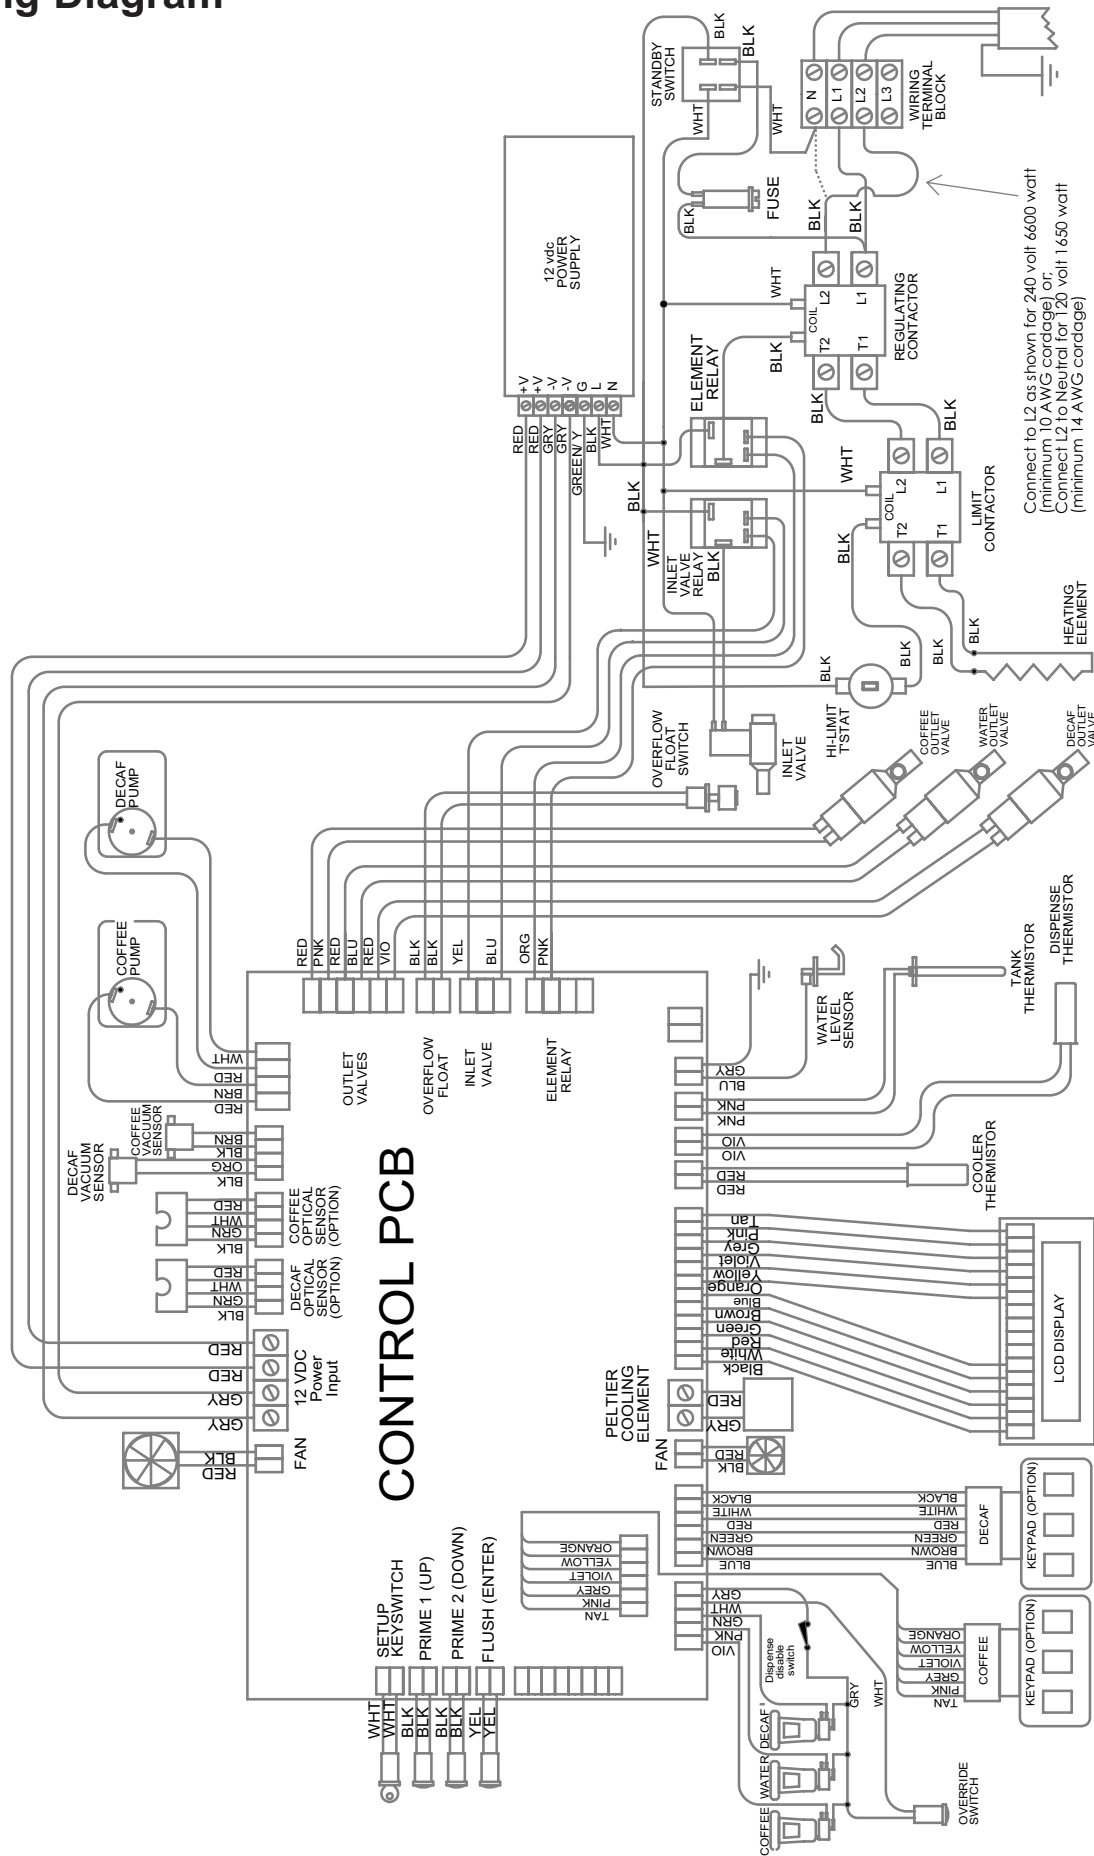 ng Diagram
STANDBY
SWITCH
BLK
BLK
WHT
WHT
N
L1
L2
L3
WIRING
TERMINAL
BLOCK
12 vdc
POWER
SUPPLY
+V
+V
-V
-V
G
L
N
RED
RED
GRY
GRY
GREEN/ Y
BLK
WHT
BLK
FUSE
BLK
BLK
WHT
L2
L1
COIL
T2
T1
REGULATING
CONTACTOR
BLK
ELEMENT
RELAY
BLK
BLK
BLK
WHT
INLET
VALVE
RELAY
BLK
WHT
L2
L1
COIL
T2
T1
LIMIT
CONTACTOR
BLK
Connect to L2 as shown for 240 volt 6600 watt
(minimum 10 AWG cordage) or;
Connect L2 to Neutral for 120 volt 1650 watt
(minimum 14 AWG cordage)
BLK
BLK
BLK
BLK
HEATING
ELEMENT
HI-LIMIT
T'STAT
INLET
VALVE
OVERFLOW
FLOAT
SWITCH
COFFEE
OUTLET
VALVE
WATER
OUTLET
VALVE
DECAF
OUTLET
VALVE
DECAF
PUMP
COFFEE
PUMP
WHT
RED
BRN
RED
RED
PNK
RED
BLU
RED
VIO
BLK
BLK
YEL
BLU
ORG
PNK
OUTLET
VALVES
OVERFLOW
FLOAT
INLET
VALVE
ELEMENT
RELAY
DECAF
VACUUM
SENSOR
COFFEE
VACUUM
SENSOR
BRN
BLK
ORG
BLK
RED
WHT
GRN
BLK
COFFEE
OPTICAL
SENSOR
(OPTION)
RED
WHT
GRN
BLK
DECAF
OPTICAL
SENSOR
(OPTION)
RED
RED
GRY
GRY
12 VDC
Power
Input
BLK
RED
FAN
CONTROL PCB
GRY
BLU
WATER
LEVEL
SENSOR
PNK
PNK
TANK
THERMISTOR
DISPENSE
THERMISTOR
VIO
VIO
RED
RED
COOLER
THERMISTOR
Tan
Pink
Grey
Violet
Yellow
Orange
Blue
Brown
Green
Red
White
Black
LCD DISPLAY
PELTIER
COOLING
ELEMENT
RED
GRY
FAN
RED
BLK
BLACK
WHITE
RED
GREEN
BROWN
BLUE
BLACK
WHITE
RED
GREEN
BROWN
BLUE
DECAF
KEYPAD (OPTION)
ORANGE
YELLOW
VIOLET
GREY
PINK
TAN
ORANGE
YELLOW
VIOLET
GREY
PINK
TAN
COFFEE
KEYPAD (OPTION)
SETUP
KEYSWITCH
PRIME 1 (UP)
PRIME 2 (DOWN)
FLUSH (ENTER)
WHT
WHT
BLK
BLK
BLK
BLK
YEL
YEL
GRY
WHT
GRN
PNK
VIO
Dispense
disable
switch
GRY
WHT
DECAF
WATER
COFFEE
OVERRIDE
SWITCH